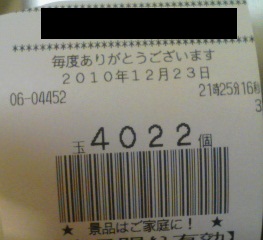 毎度ありがとうございます
2010年12月23日
06-04452 21時25分16秒
玉 4022 個
★ 景品はご家庭に! ★